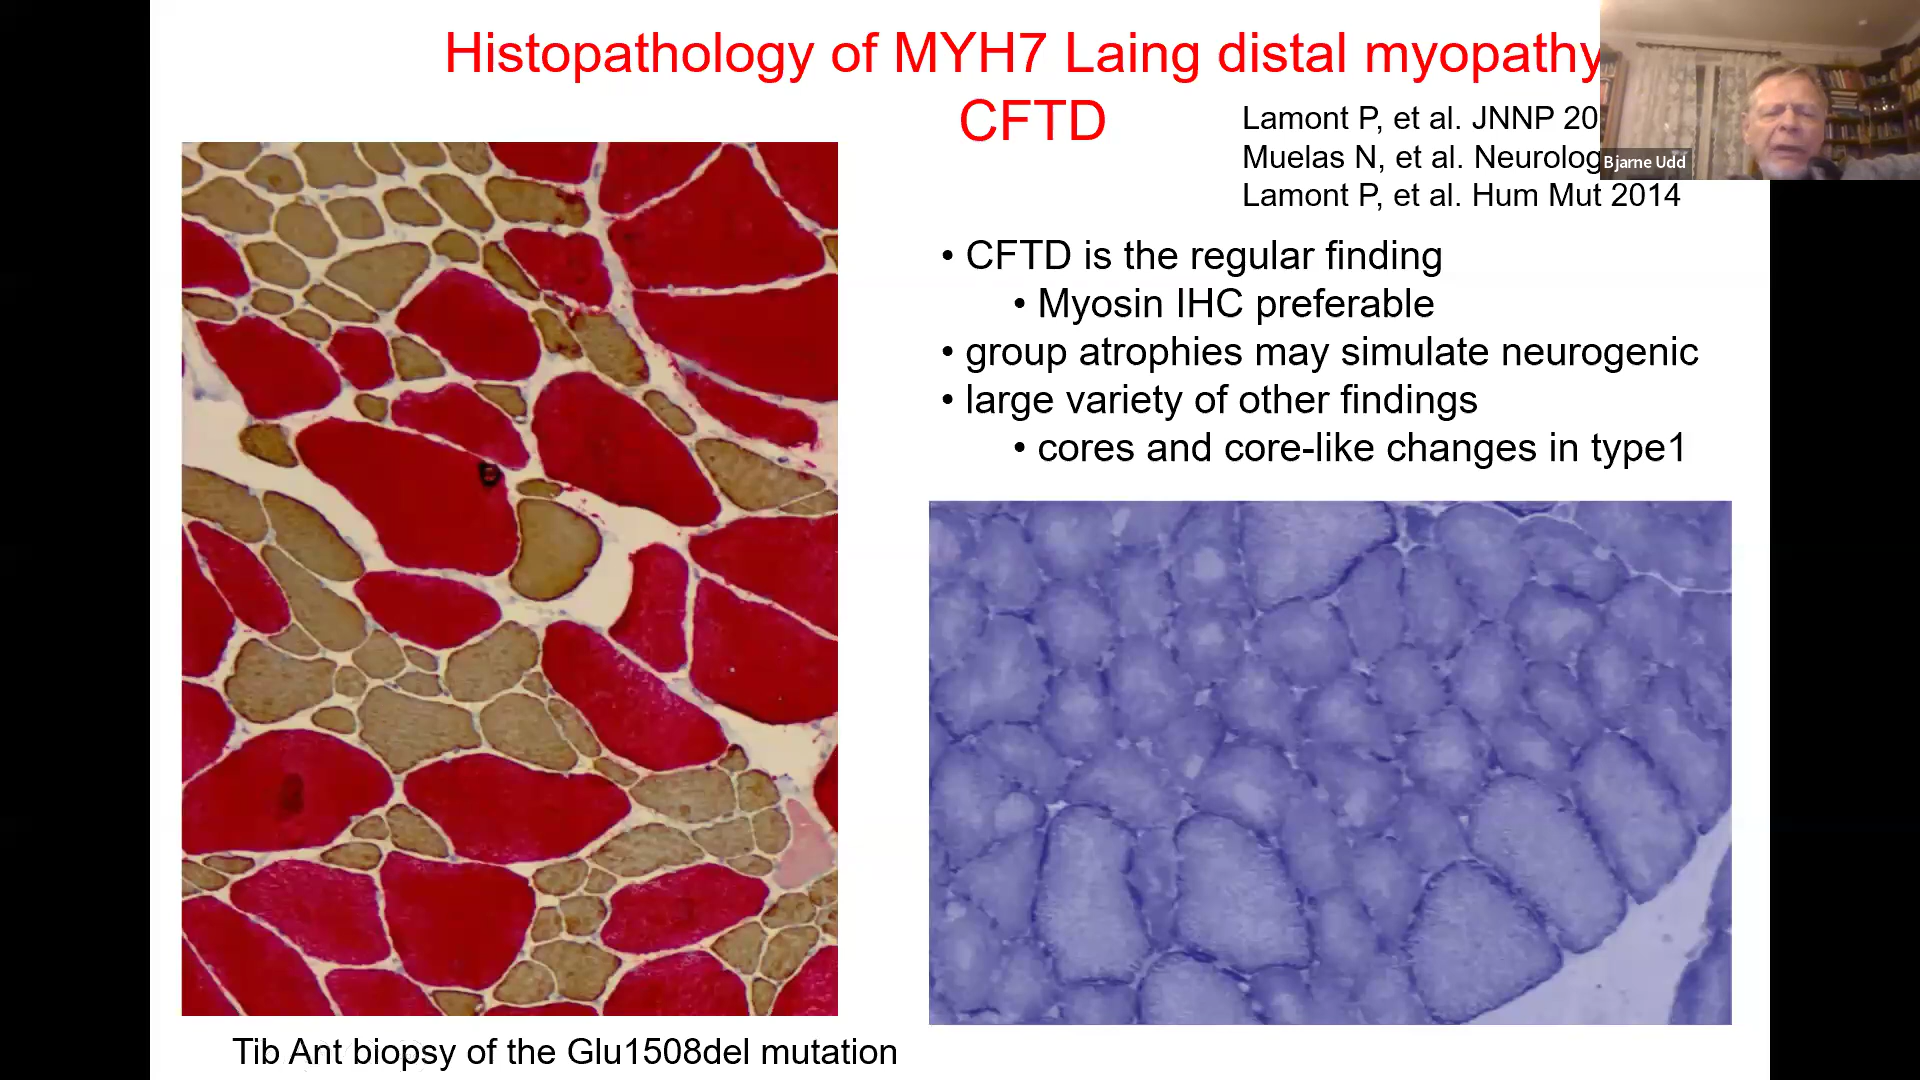 Histopathology of MYH7 Laing distal myopathy
CFTD
Lamont P, et al. JNNP 20
Muelas N, et al. Neurolog
Lamont P, et al. Hum Mut 2014
Bjarne Udd
• CFTD is the regular finding
• Myosin IHC preferable
• group atrophies may simulate neurogenic
• large variety of other findings
• cores and core-like changes in type1
Tib Ant biopsy of the Glu1508del mutation